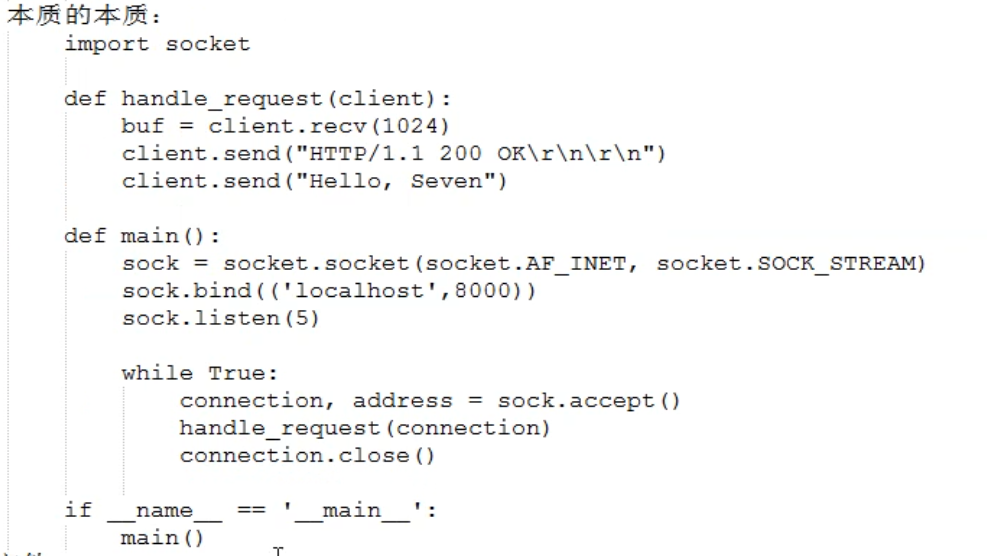 本质的本质:
import socket
def handle_request(client):
buf = client.recv(1024)
client.send("HTTP/1.1 200 OK\r\n\r\n")
client.send("Hello, Seven")
def main():
sock = socket.socket(socket.AF_INET, socket.SOCK_STREAM)
sock.bind(('localhost',8000))
sock.listen(5)
while True:
connection, address = sock.accept()
handle_request(connection)
connection.close()
if __name__ == '__main__':
main()